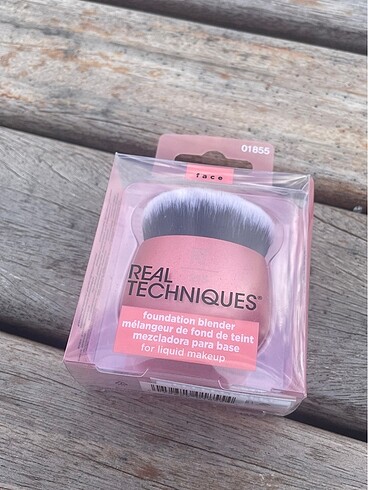 01855
face
REAL
TECHNIQUES®
foundation blender
mélangeur de fond de teint
mezcladora para base
for liquid makeup